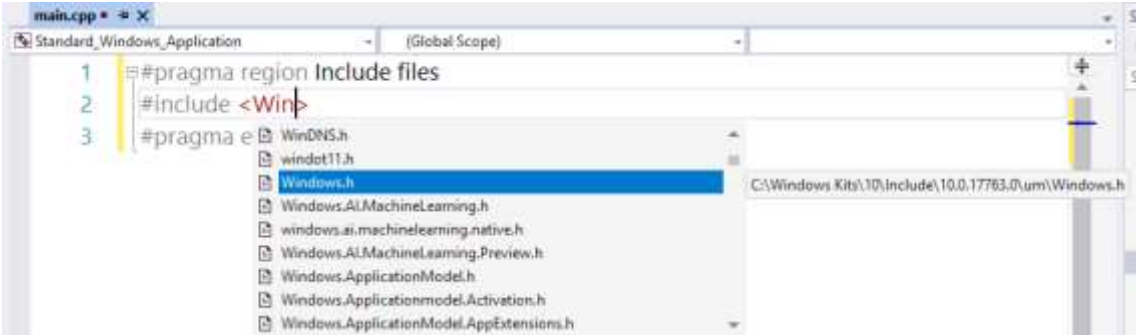 main.cpp
Standard_Windows_Application (Global Scope)
1 #pragma region Include files
2 #include <Win>
3 #pragma e
WinDNS.h
windot11.h
Windows.h
C:\Windows Kits\10\Include\10.0.17763.0\um\Windows.h
Windows.AI.MachineLearning.h
windows.ai.machinelearning.native.h
Windows.AI.MachineLearning.Preview.h
Windows.ApplicationModel.h
Windows.Applicationmodel.Activation.h
Windows.ApplicationModel.AppExtensions.h